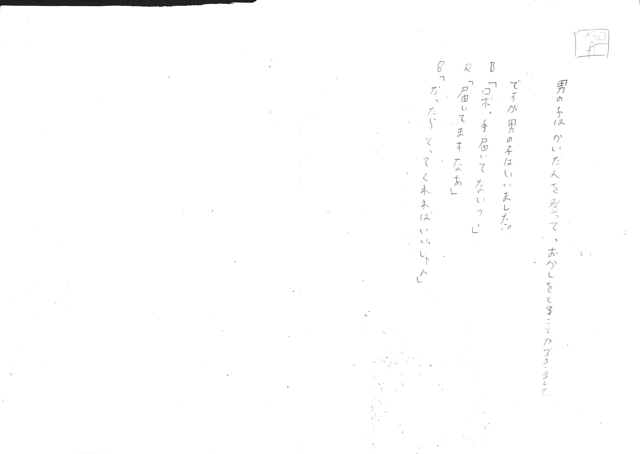 男の子は かいだんを登って、おかしをとることができました
ですが男の子はいいました。
B「ロボ、手届いてないっ」
R「届いてますなあ」
B「なったら とってくれればいいじゃん」